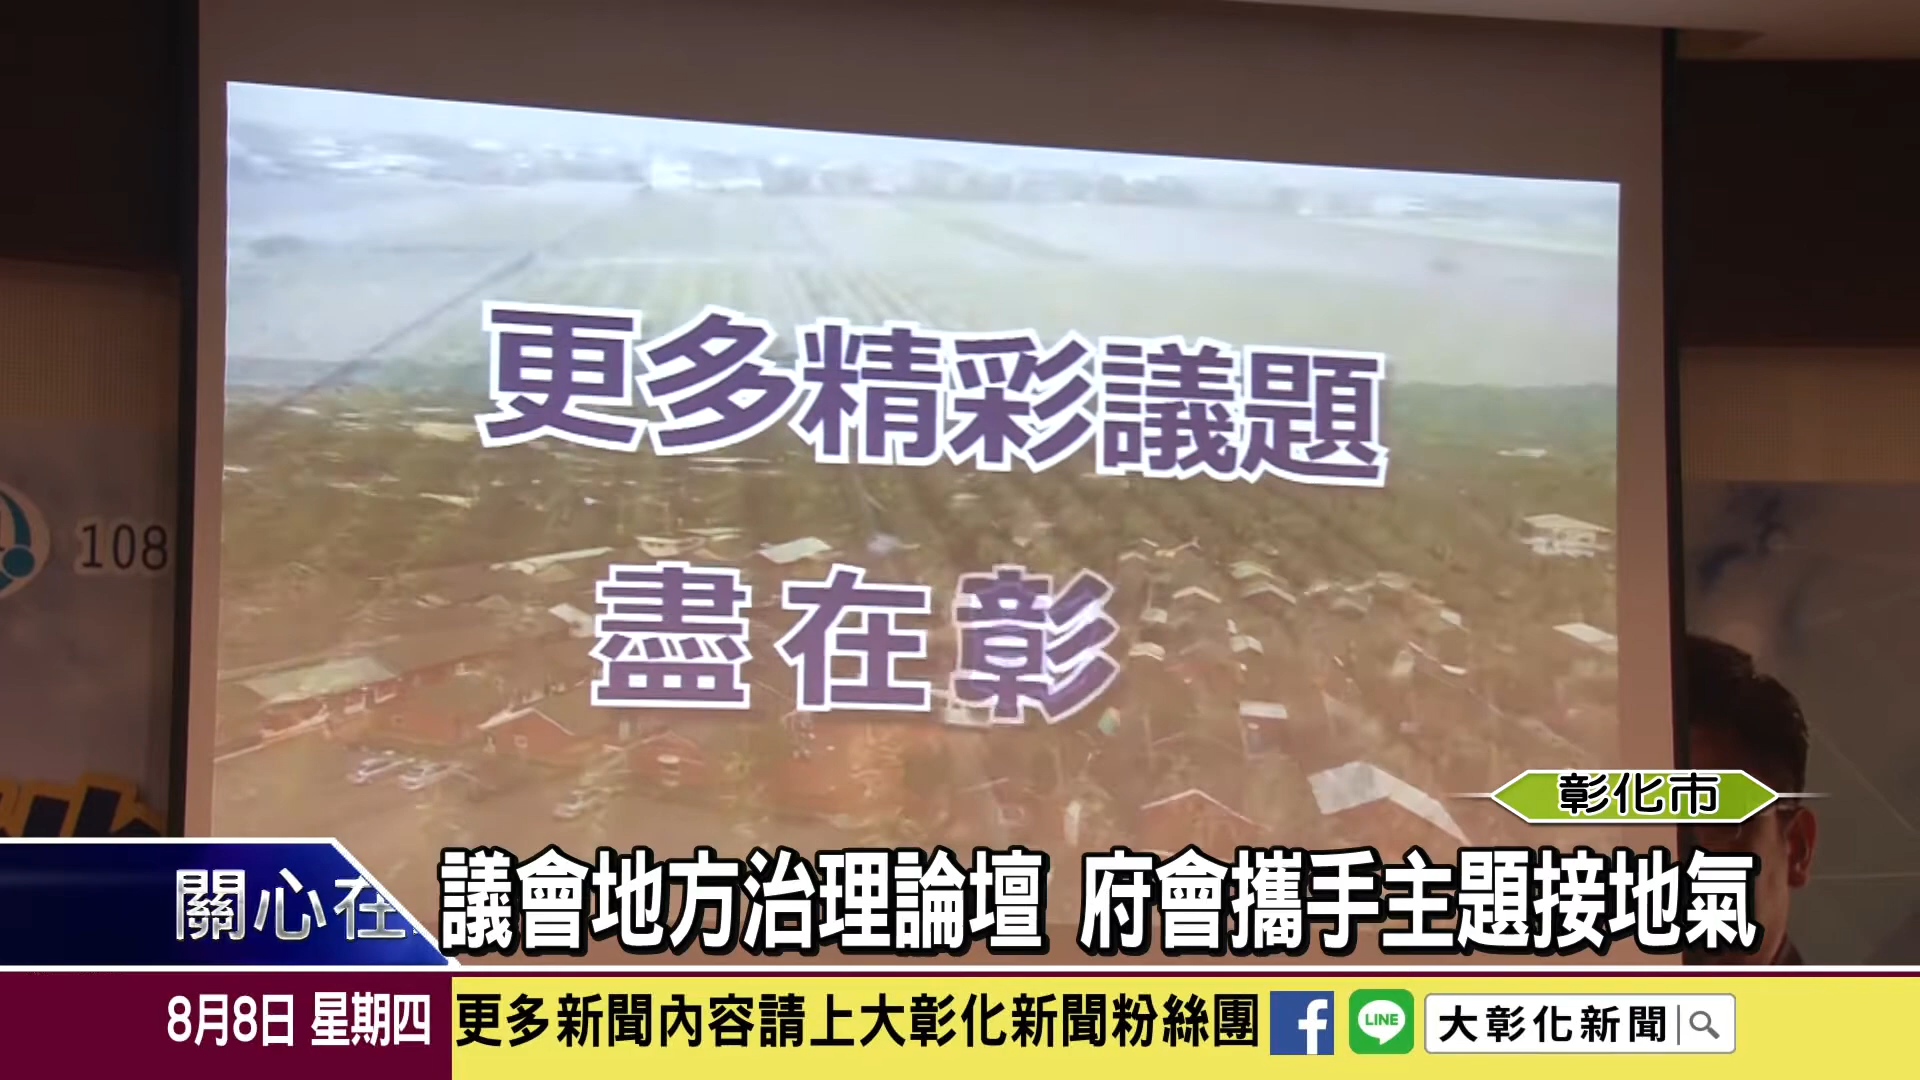 更多精彩議題
盡在彰
108
彰化市
關心在
議會地方治理論壇 府會攜手主題接地氣
8月8日 星期四
更多新聞內容請上大彰化新聞粉絲團
f
LINE
大彰化新聞